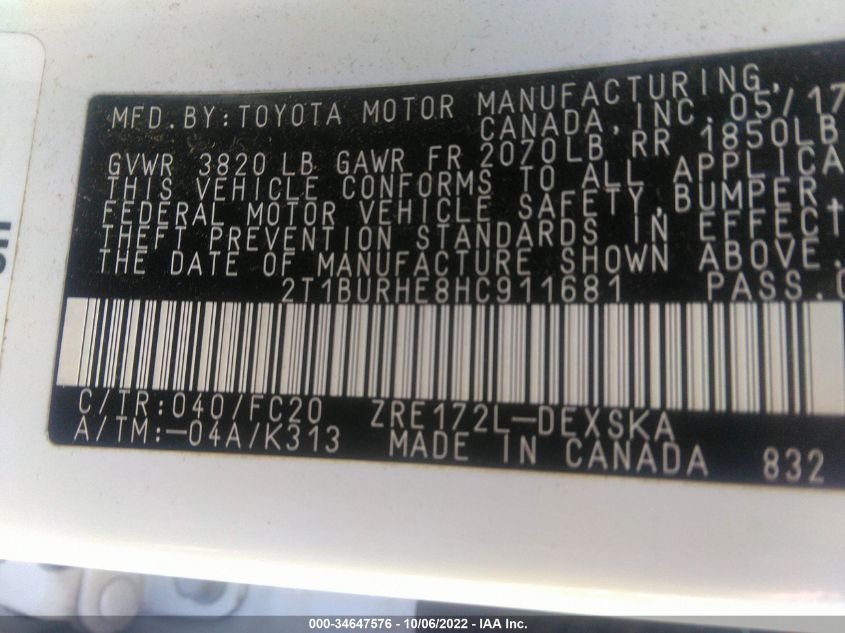 MFD.BY:TOYOTA MOTOR MANUFACTURING,
CANADA,INC. 05/17
GVWR 3820 LB GAWR FR 2070LB RR 1850LB
THIS VEHICLE CONFORMS TO ALL APPLICA
FEDERAL MOTOR VEHICLE SAFETY,BUMPER,
THEFT PREVENTION STANDARDS IN EFFECT
THE DATE OF MANUFACTURE SHOWN ABOVE.
2T1BURHE8HC911681 PASS.C
C/TR:040/FC20 ZRE172L-DEXSKA
A/TM:-04A/K313 MADE IN CANADA 832
000-34647576 - 10/06/2022 - IAA Inc.